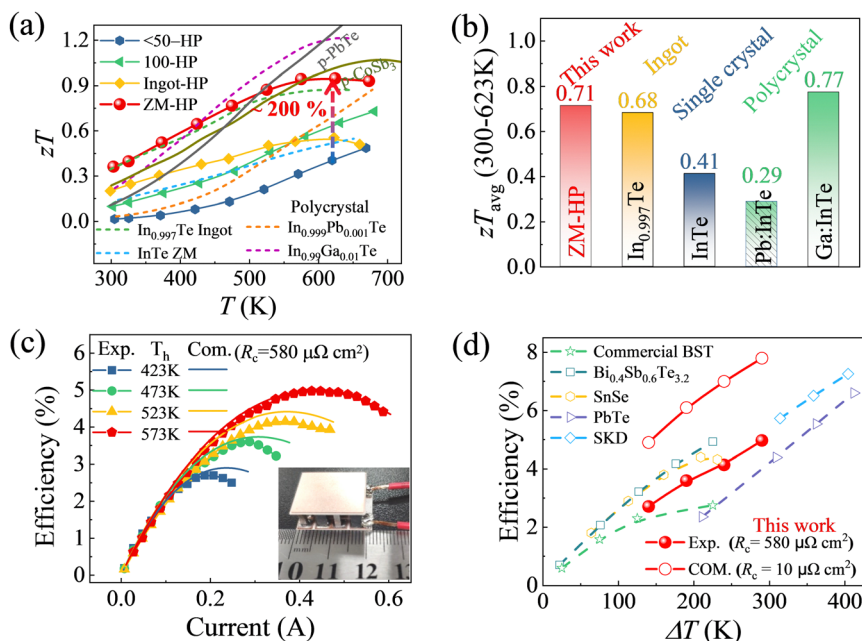 (a)
<50–HP
100-HP
Ingot-HP
ZM-HP
p-PbTe
p-CoSb₃
~ 200 %
Polycrystal
In₀.₉₉₇Te Ingot
In₀.₉₉₉Pb₀.₀₀₁Te
InTe ZM
In₀.₉₉Ga₀.₀₁Te
zT
1.2
0.9
0.6
0.3
0.0
300 400 500 600 700
T (K)
(b)
zTavg (300-623K)
1.0
0.8
0.6
0.4
0.2
0.0
This work
Ingot
Single crystal
Polycrystal
0.71
0.68
0.41
0.29
0.77
ZM-HP
In₀.₉₉₇Te
InTe
Pb:InTe
Ga:InTe
(c)
Exp. Tₕ Com. (Rc=580 μΩ cm²)
423K
473K
523K
573K
Efficiency (%)
7
6
5
4
3
2
1
0
0.0 0.2 0.4 0.6
Current (A)
10 11 12 13
(d)
Commercial BST
Bi₀.₄Sb₀.₆Te₃.₂
SnSe
PbTe
SKD
This work
Exp. (Rc= 580 μΩ cm²)
COM. (Rc = 10 μΩ cm²)
Efficiency (%)
8
6
4
2
0
0 100 200 300 400
ΔT (K)